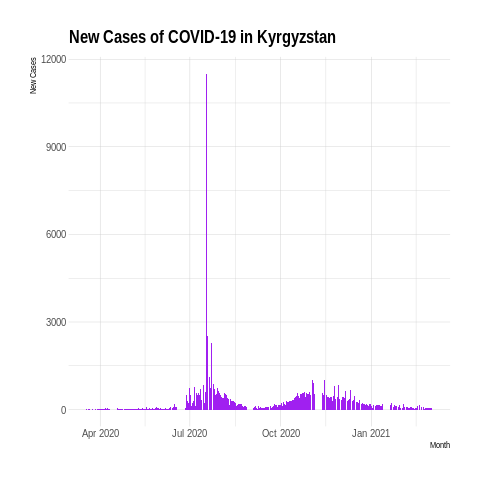 New Cases of COVID-19 in Kyrgyzstan
New Cases
12000
9000
6000
3000
0
Apr 2020 Jul 2020 Oct 2020 Jan 2021
Month